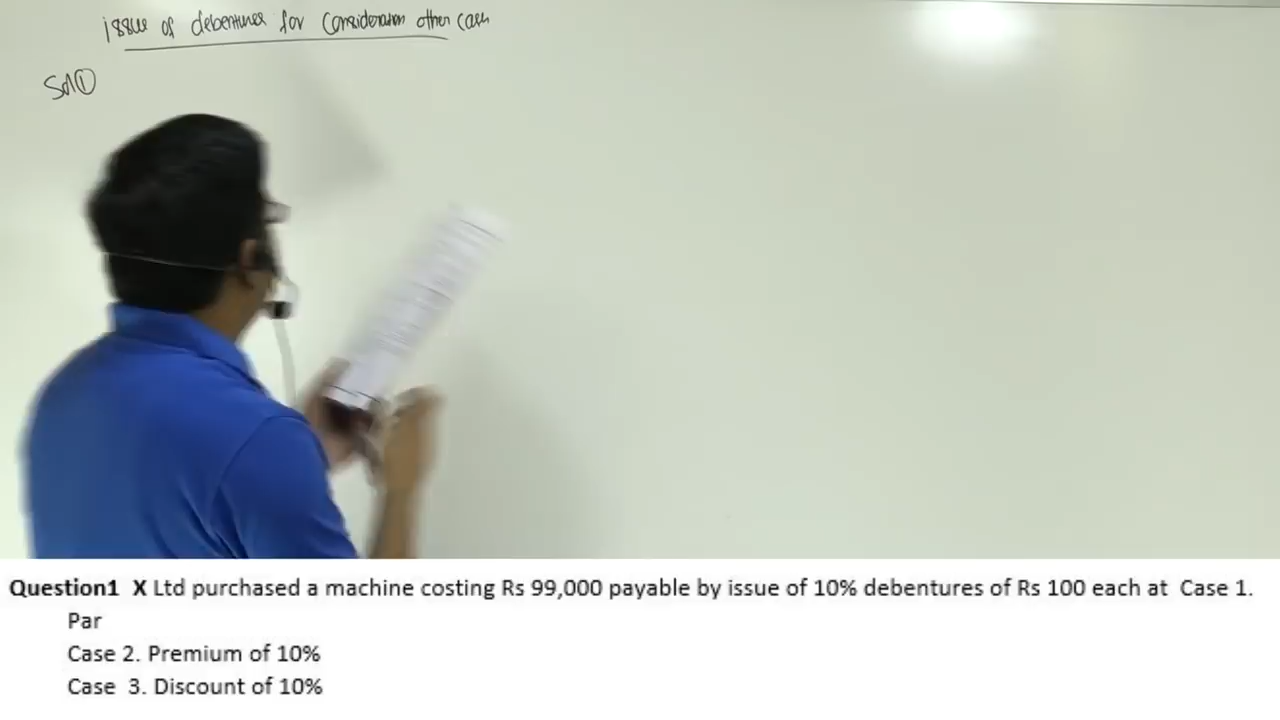 issue of debentures for consideration other cash
Sol ①
Question1 X Ltd purchased a machine costing Rs 99,000 payable by issue of 10% debentures of Rs 100 each at Case 1.
Par
Case 2. Premium of 10%
Case 3. Discount of 10%